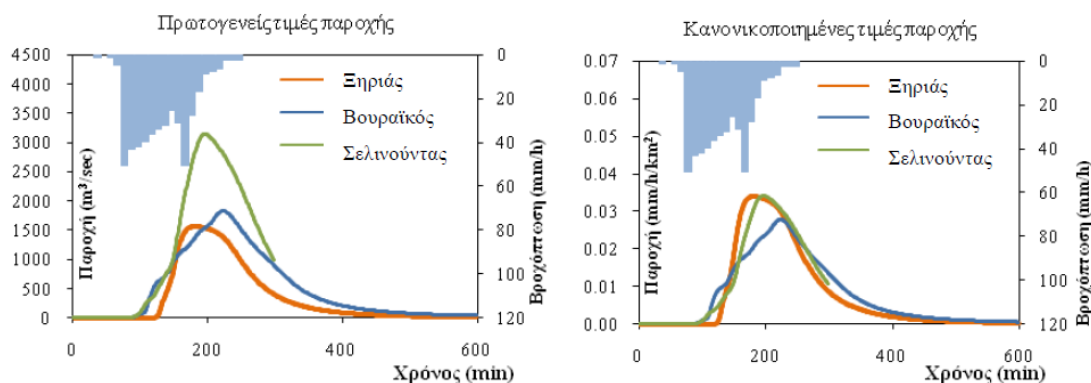 Πρωτογενείς τιμές παροχής
4500
4000
3500
3000
2500
2000
1500
1000
500
0
Παροχή (m³/sec)
Ξηριάς
Βουραϊκός
Σελινούντας
0
20
40
60
80
100
120
Βροχόπτωση (mm/h)
0 200 400 600
Χρόνος (min)
Κανονικοποιημένες τιμές παροχής
0.07
0.06
0.05
0.04
0.03
0.02
0.01
0.00
Παροχή (mm/h/km²)
Ξηριάς
Βουραϊκός
Σελινούντας
0
20
40
60
80
100
120
Βροχόπτωση (mm/h)
0 200 400 600
Χρόνος (min)